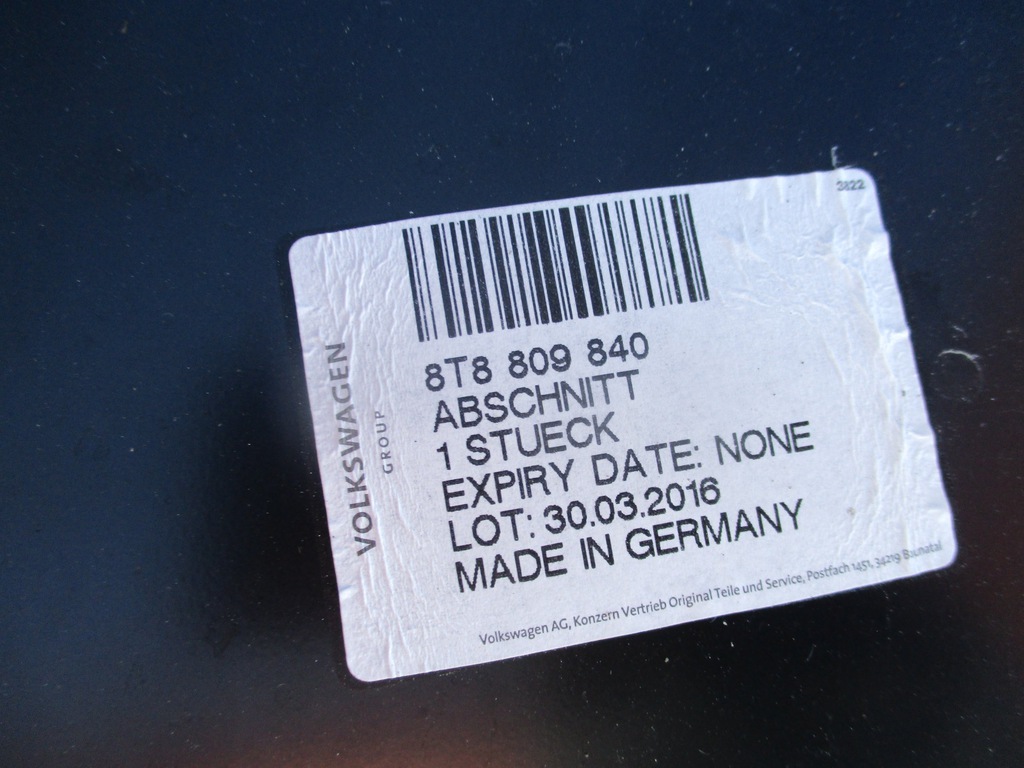 3822
VOLKSWAGEN
GROUP
8T8 809 840
ABSCHNITT
1 STUECK
EXPIRY DATE: NONE
LOT: 30.03.2016
MADE IN GERMANY
Volkswagen AG, Konzern Vertrieb Original Teile und Service, Postfach 1451, 34219 Baunatal